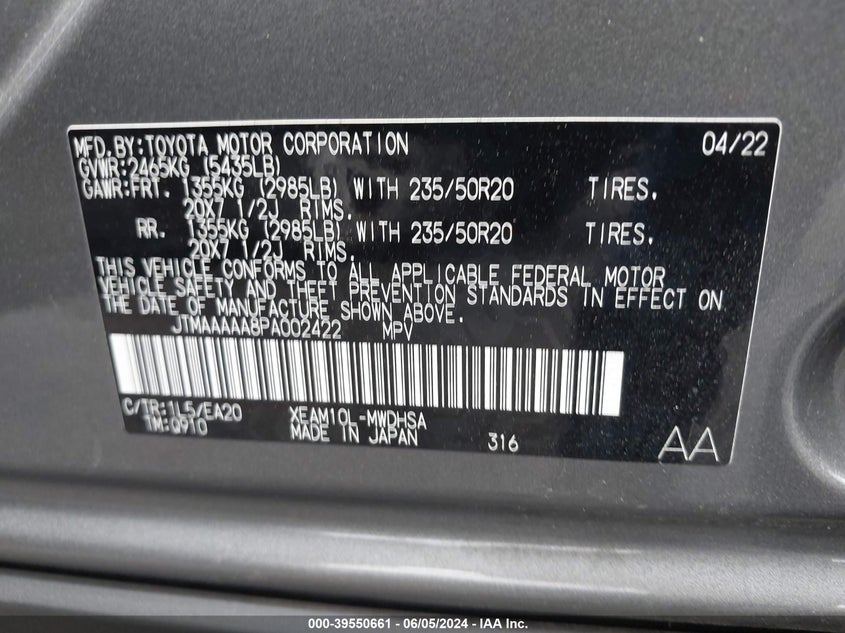 MFD.BY:TOYOTA MOTOR CORPORATION 04/22
GVWR:2465KG (5435LB)
GAWR:FRT. 1355KG (2985LB) WITH 235/50R20 TIRES.
20X7 1/2J RIMS.
RR. 1355KG (2985LB) WITH 235/50R20 TIRES.
20X7 1/2J RIMS.
THIS VEHICLE CONFORMS TO ALL APPLICABLE FEDERAL MOTOR
VEHICLE SAFETY AND THEFT PREVENTION STANDARDS IN EFFECT ON
THE DATE OF MANUFACTURE SHOWN ABOVE.
JTMAAAAA8PA002422 MPV
C/TR:1L5/EA20 XEAM10L-MWDHSA
TM:Q910 MADE IN JAPAN 316 AA
000-39550661 - 06/05/2024 - IAA Inc.